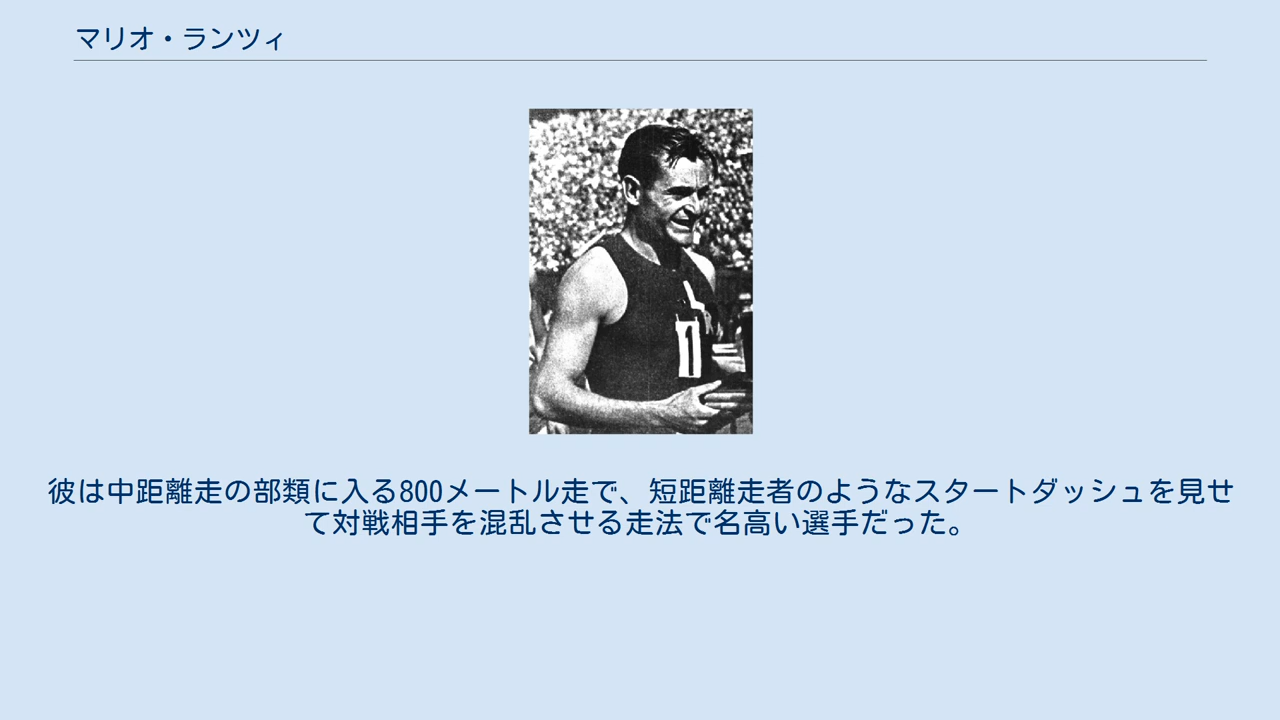 マリオ・ランツィ
1
彼は中距離走の部類に入る800メートル走で、短距離走者のようなスタートダッシュを見せ
て対戦相手を混乱させる走法で名高い選手だった。